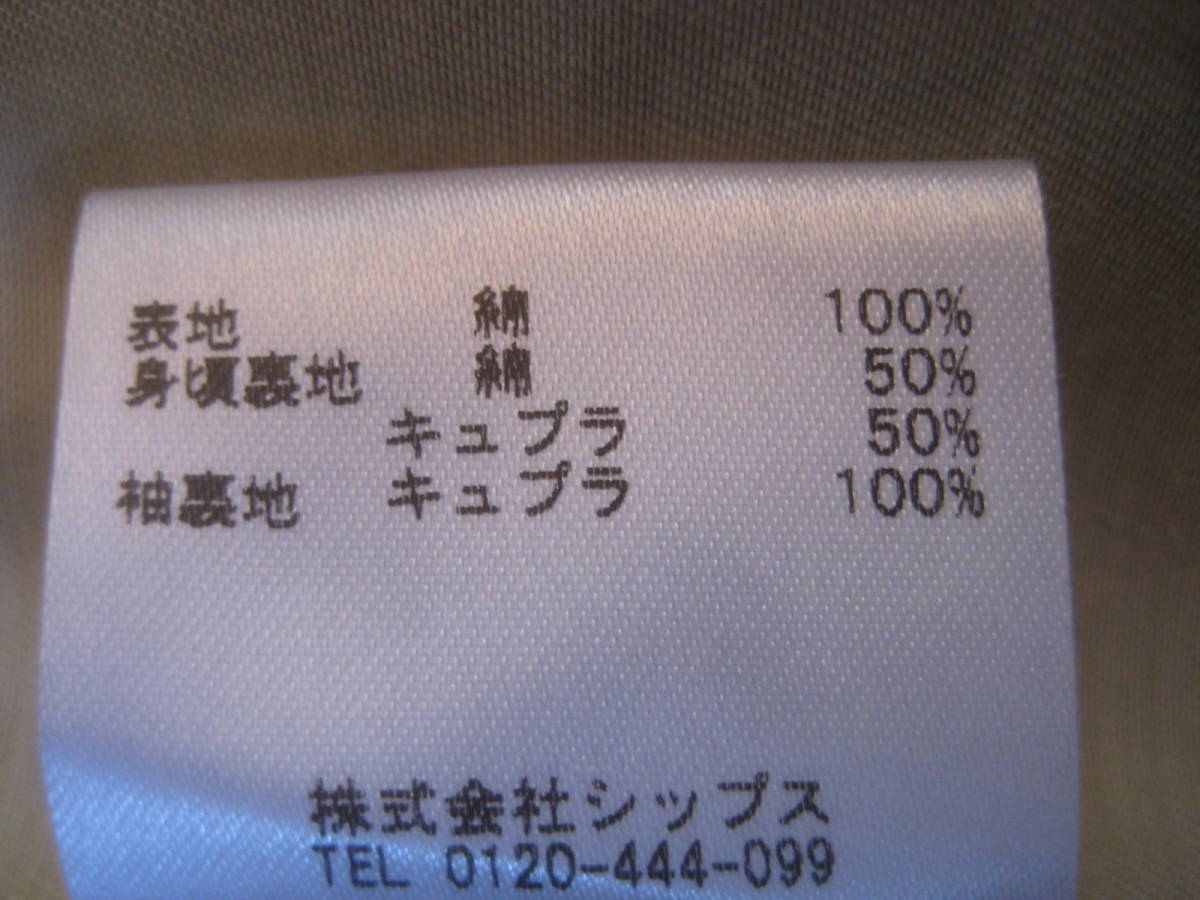 表地 綿 100%
身頃裏地 綿 50%
キュプラ 50%
袖裏地 キュプラ 100%
株式会社シップス
TEL 0120-444-099